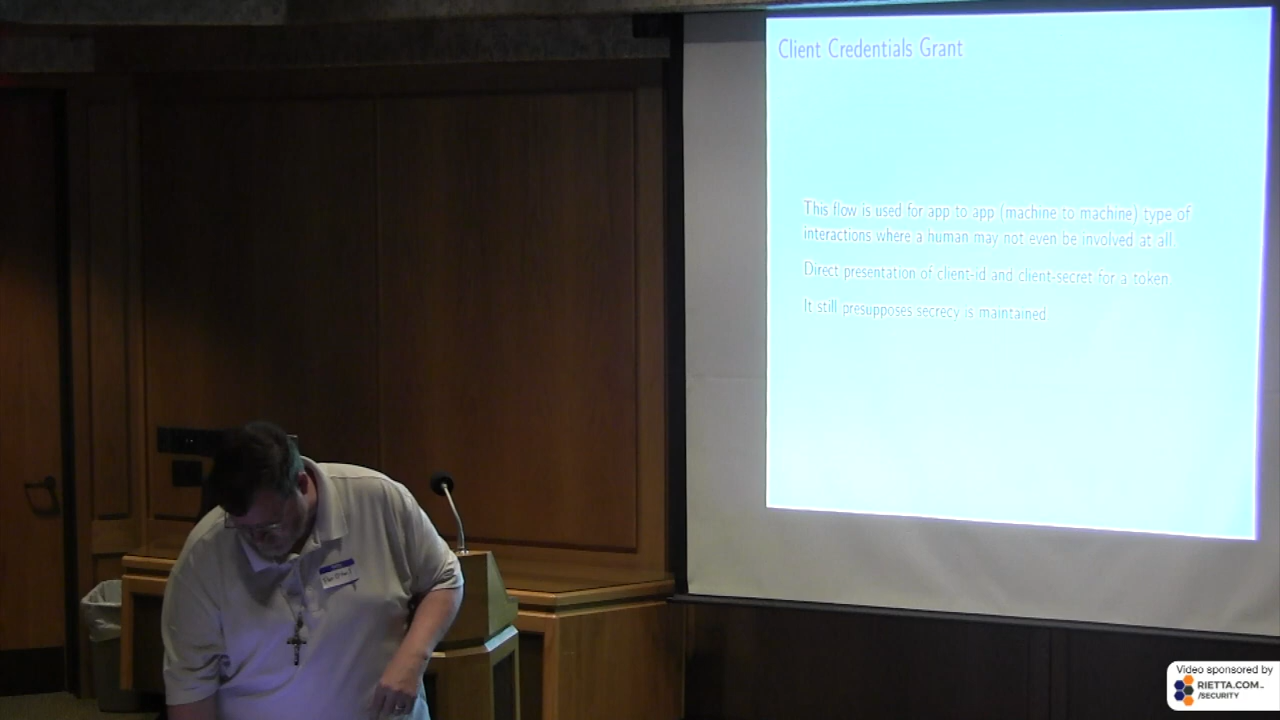 Client Credentials Grant
This flow is used for app to app (machine to machine) type of
interactions where a human may not even be involved at all.
Direct presentation of client-id and client-secret for a token.
It still presupposes secrecy is maintained
Video sponsored by
RIETTA.COM
/SECURITY